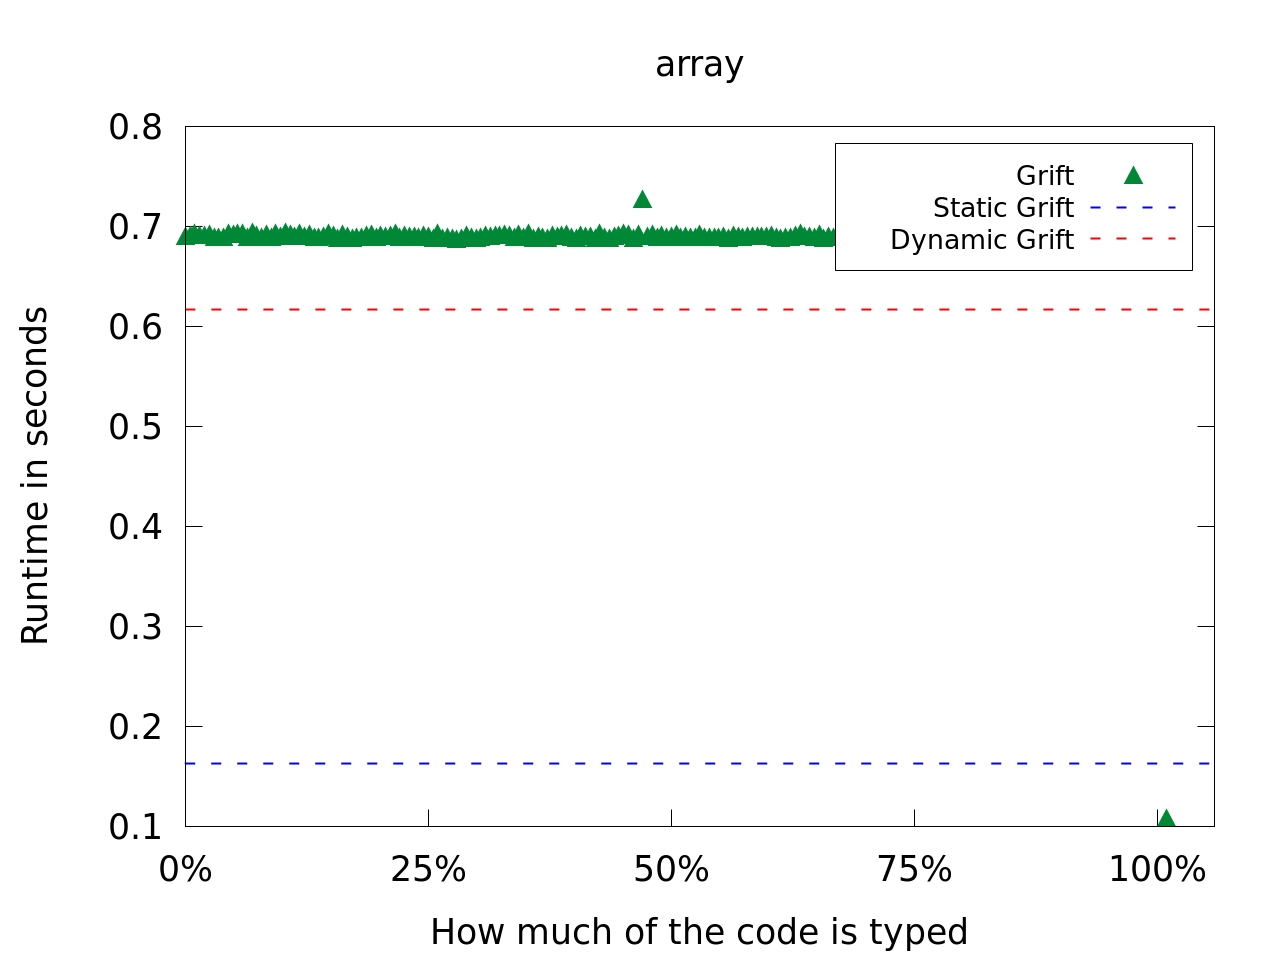 array
0.8
0.7
0.6
0.5
0.4
0.3
0.2
0.1
Runtime in seconds
Grift
Static Grift
Dynamic Grift
0% 25% 50% 75% 100%
How much of the code is typed